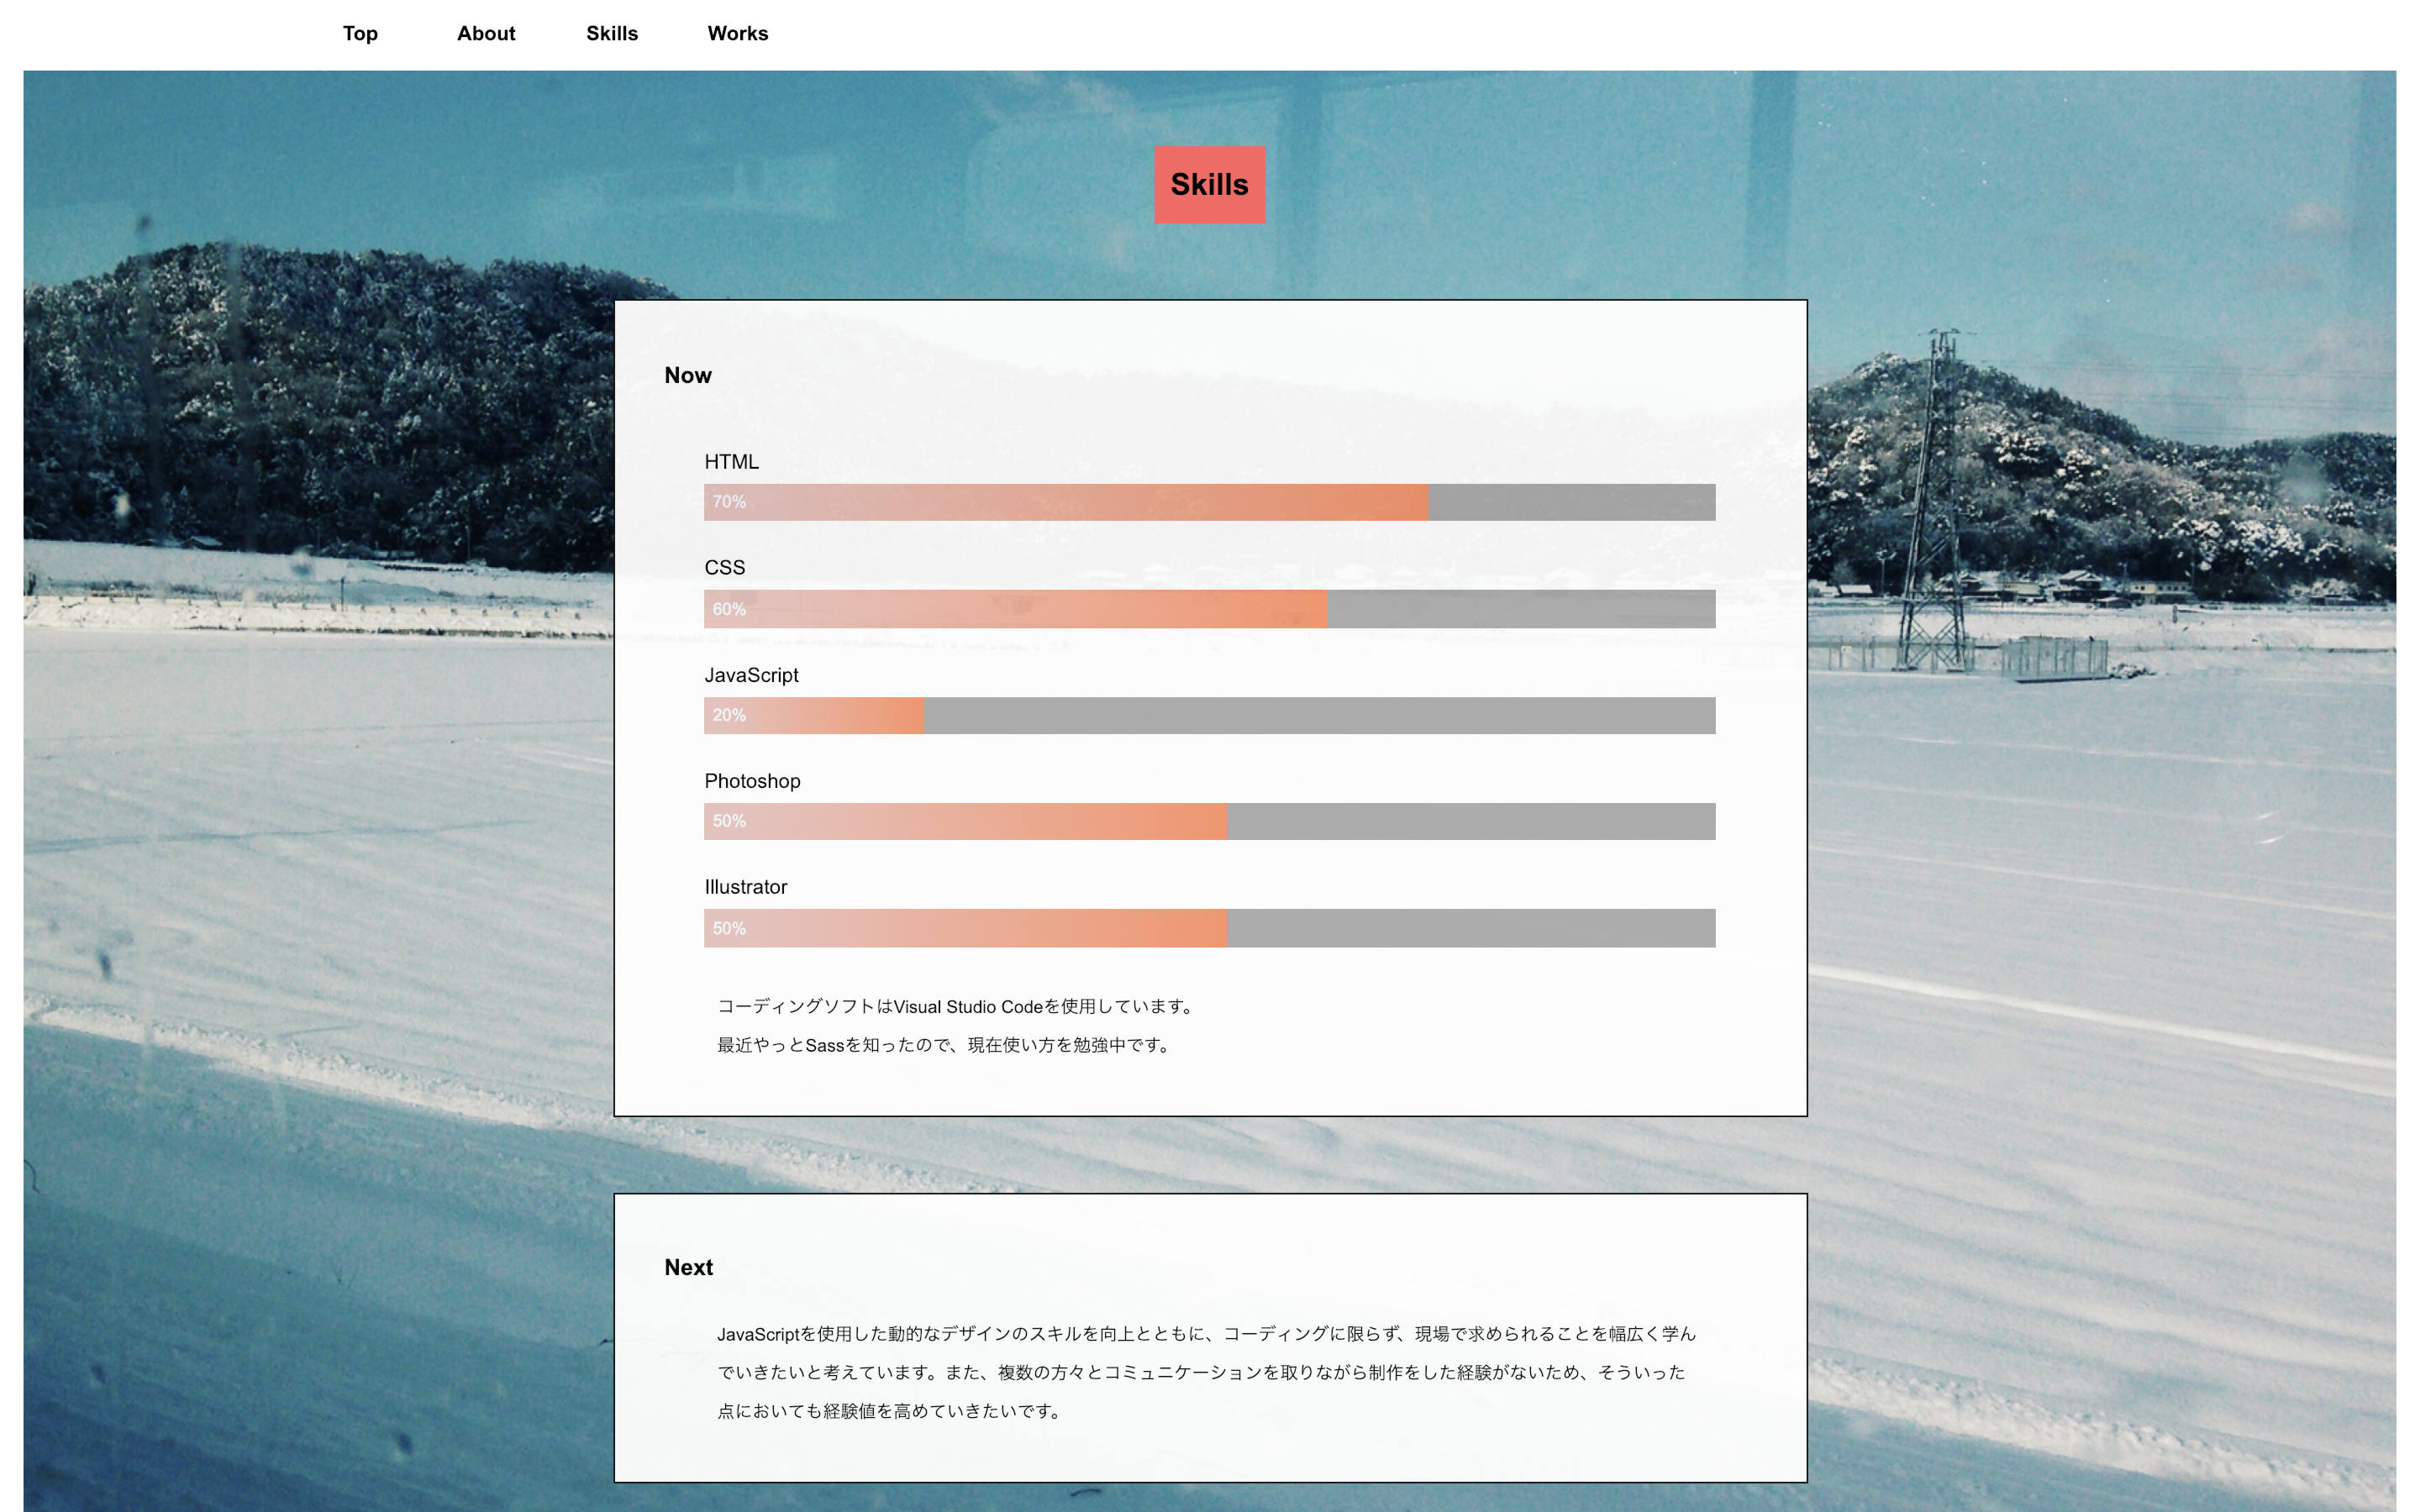 Top About Skills Works
Skills
Now
HTML
70%
CSS
60%
JavaScript
20%
Photoshop
50%
Illustrator
50%
コーディングソフトはVisual Studio Codeを使用しています。
最近やっとSassを知ったので、現在使い方を勉強中です。
Next
JavaScriptを使用した動的なデザインのスキルを向上とともに、コーディングに限らず、現場で求められることを幅広く学ん
でいきたいと考えています。また、複数の方々とコミュニケーションを取りながら制作をした経験がないため、そういった
点においても経験値を高めていきたいです。